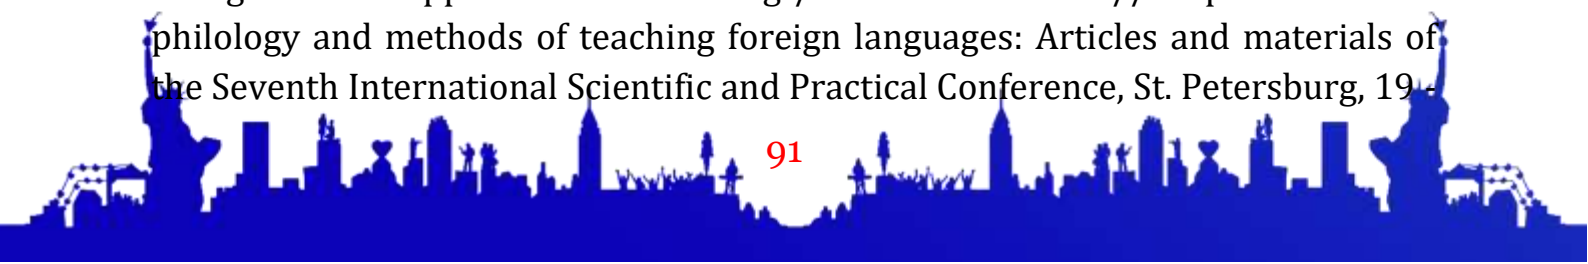 philology and methods of teaching foreign languages: Articles and materials of
the Seventh International Scientific and Practical Conference, St. Petersburg, 19 -
91